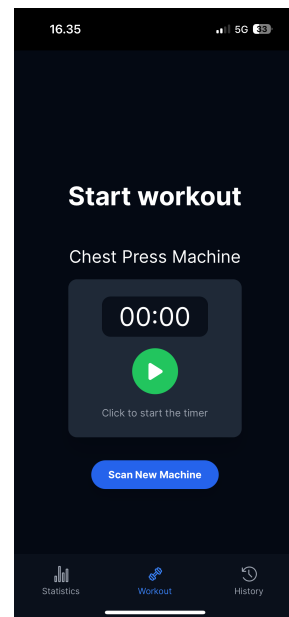 16.35
5G 33
Start workout
Chest Press Machine
00:00
Click to start the timer
Scan New Machine
Statistics
Workout
History